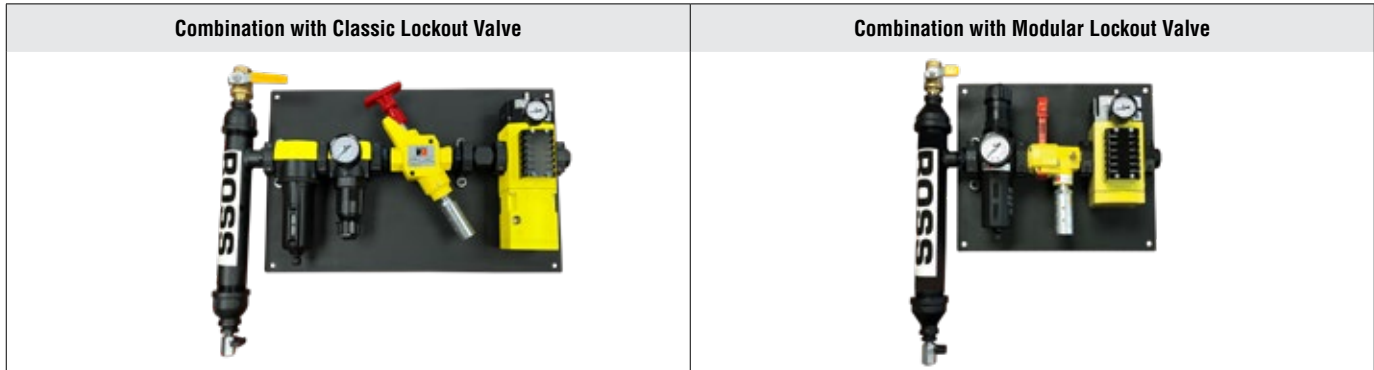 Combination with Classic Lockout Valve
Combination with Modular Lockout Valve
ROSS
ROSS